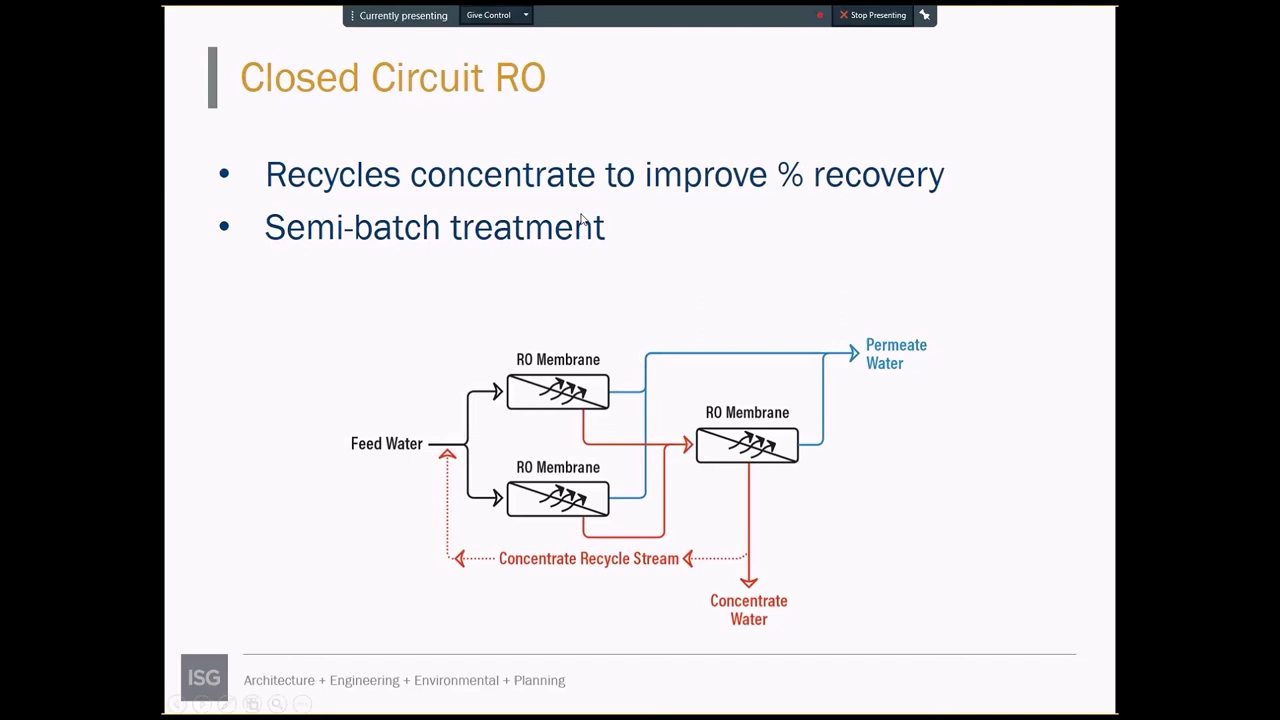 Currently presenting
Give Control
Stop Presenting
Closed Circuit RO
• Recycles concentrate to improve % recovery
• Semi-batch treatment
Permeate
Water
RO Membrane
RO Membrane
Feed Water
RO Membrane
Concentrate Recycle Stream
Concentrate
Water
ISG
Architecture + Engineering + Environmental + Planning